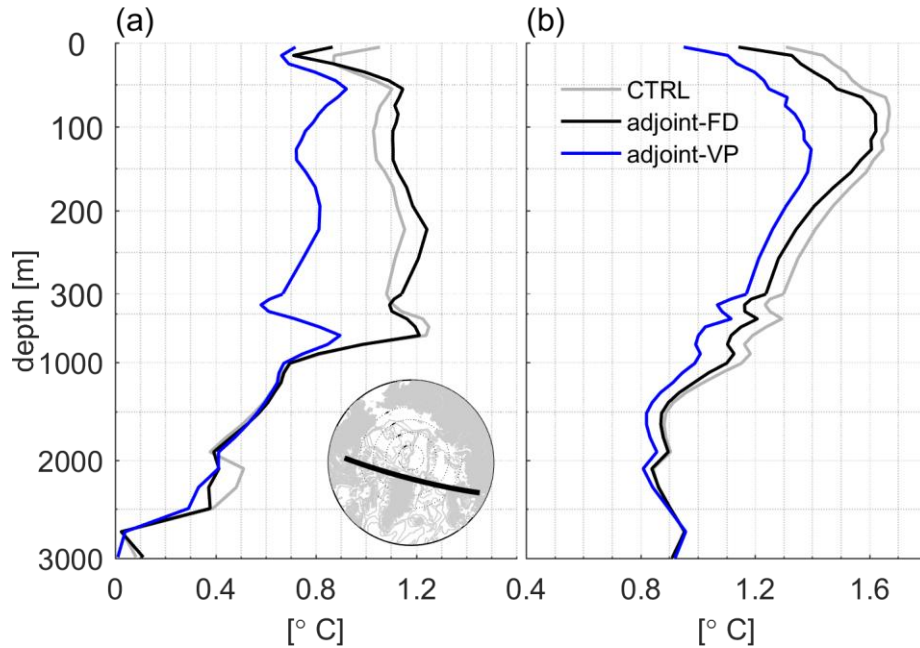 (a) (b)
0
100
200
300
1000
2000
3000
depth [m]
CTRL
adjoint-FD
adjoint-VP
0 0.4 0.8 1.2 0.4 0.8 1.2 1.6
[° C] [° C]